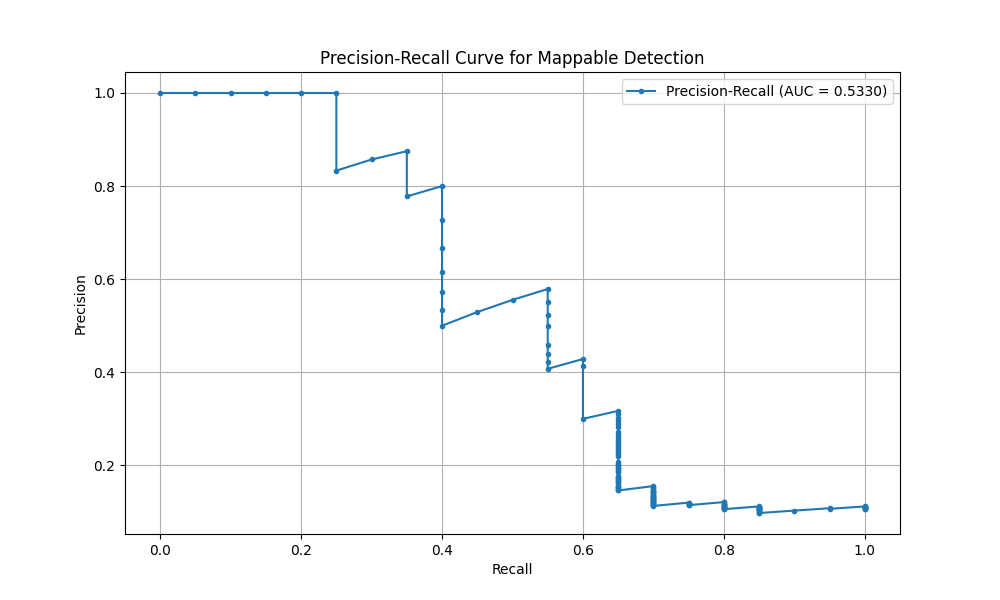 Precision-Recall Curve for Mappable Detection
Precision-Recall (AUC = 0.5330)
1.0
0.8
0.6
0.4
0.2
Precision
0.0 0.2 0.4 0.6 0.8 1.0
Recall